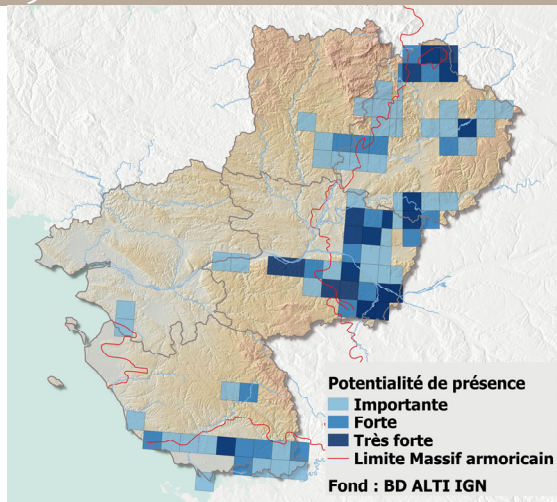 Potentialité de présence
Importante
Forte
Très forte
Limite Massif armoricain
Fond : BD ALTI IGN